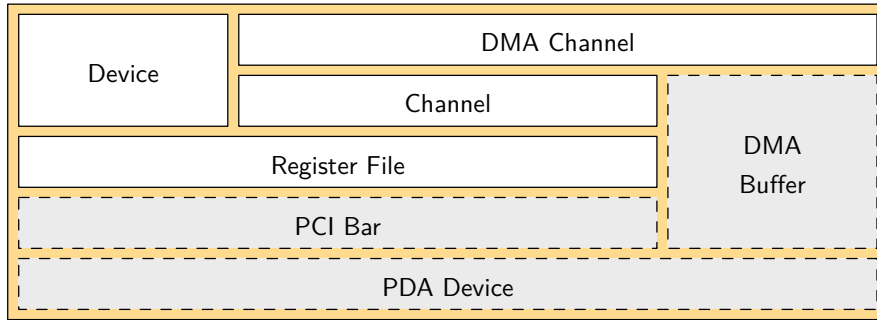 DMA Channel
Device
Channel
DMA
Buffer
Register File
PCI Bar
PDA Device